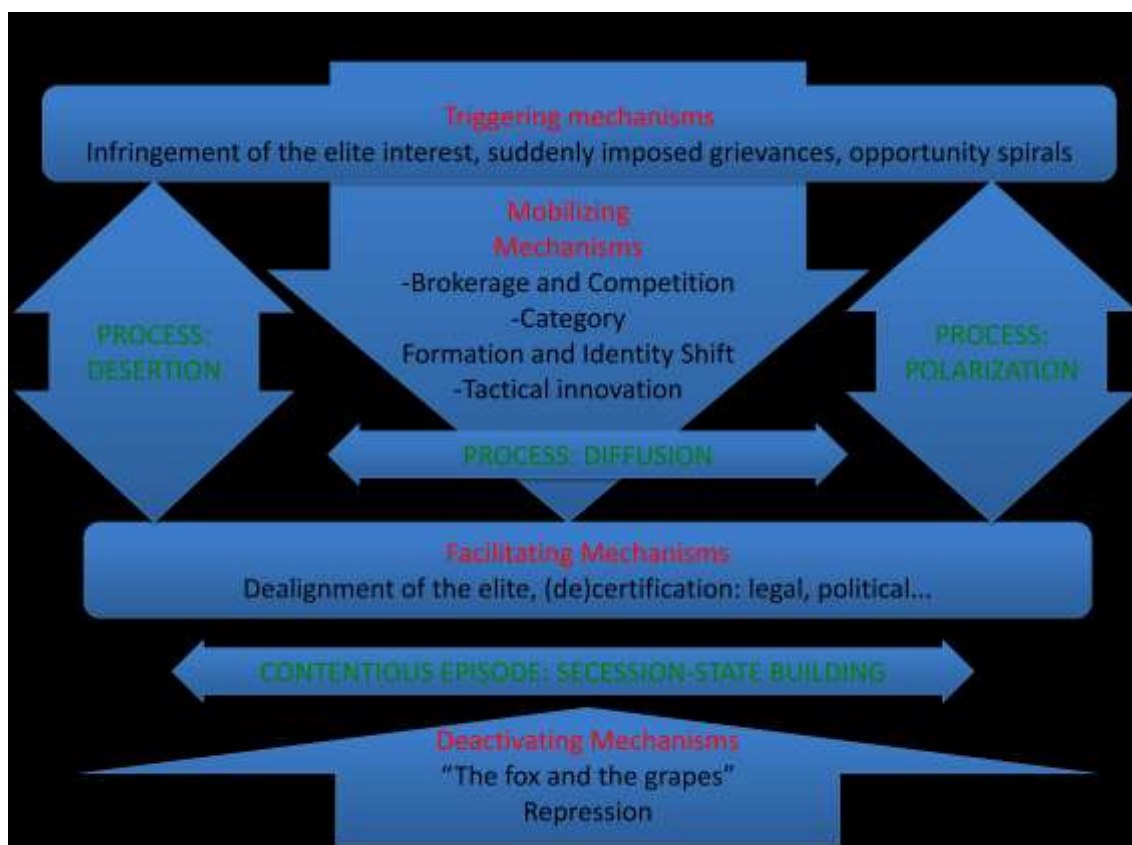 Triggering mechanisms
Infringement of the elite interest, suddenly imposed grievances, opportunity spirals
Mobilizing
Mechanisms
-Brokerage and Competition
-Category
Formation and Identity Shift
-Tactical innovation
PROCESS:
DESERTION
PROCESS:
POLARIZATION
PROCESS: DIFFUSION
Facilitating Mechanisms
Dealignment of the elite, (de)certification: legal, political...
CONTENTIOUS EPISODE: SECESSION-STATE BUILDING
Deactivating Mechanisms
“The fox and the grapes”
Repression